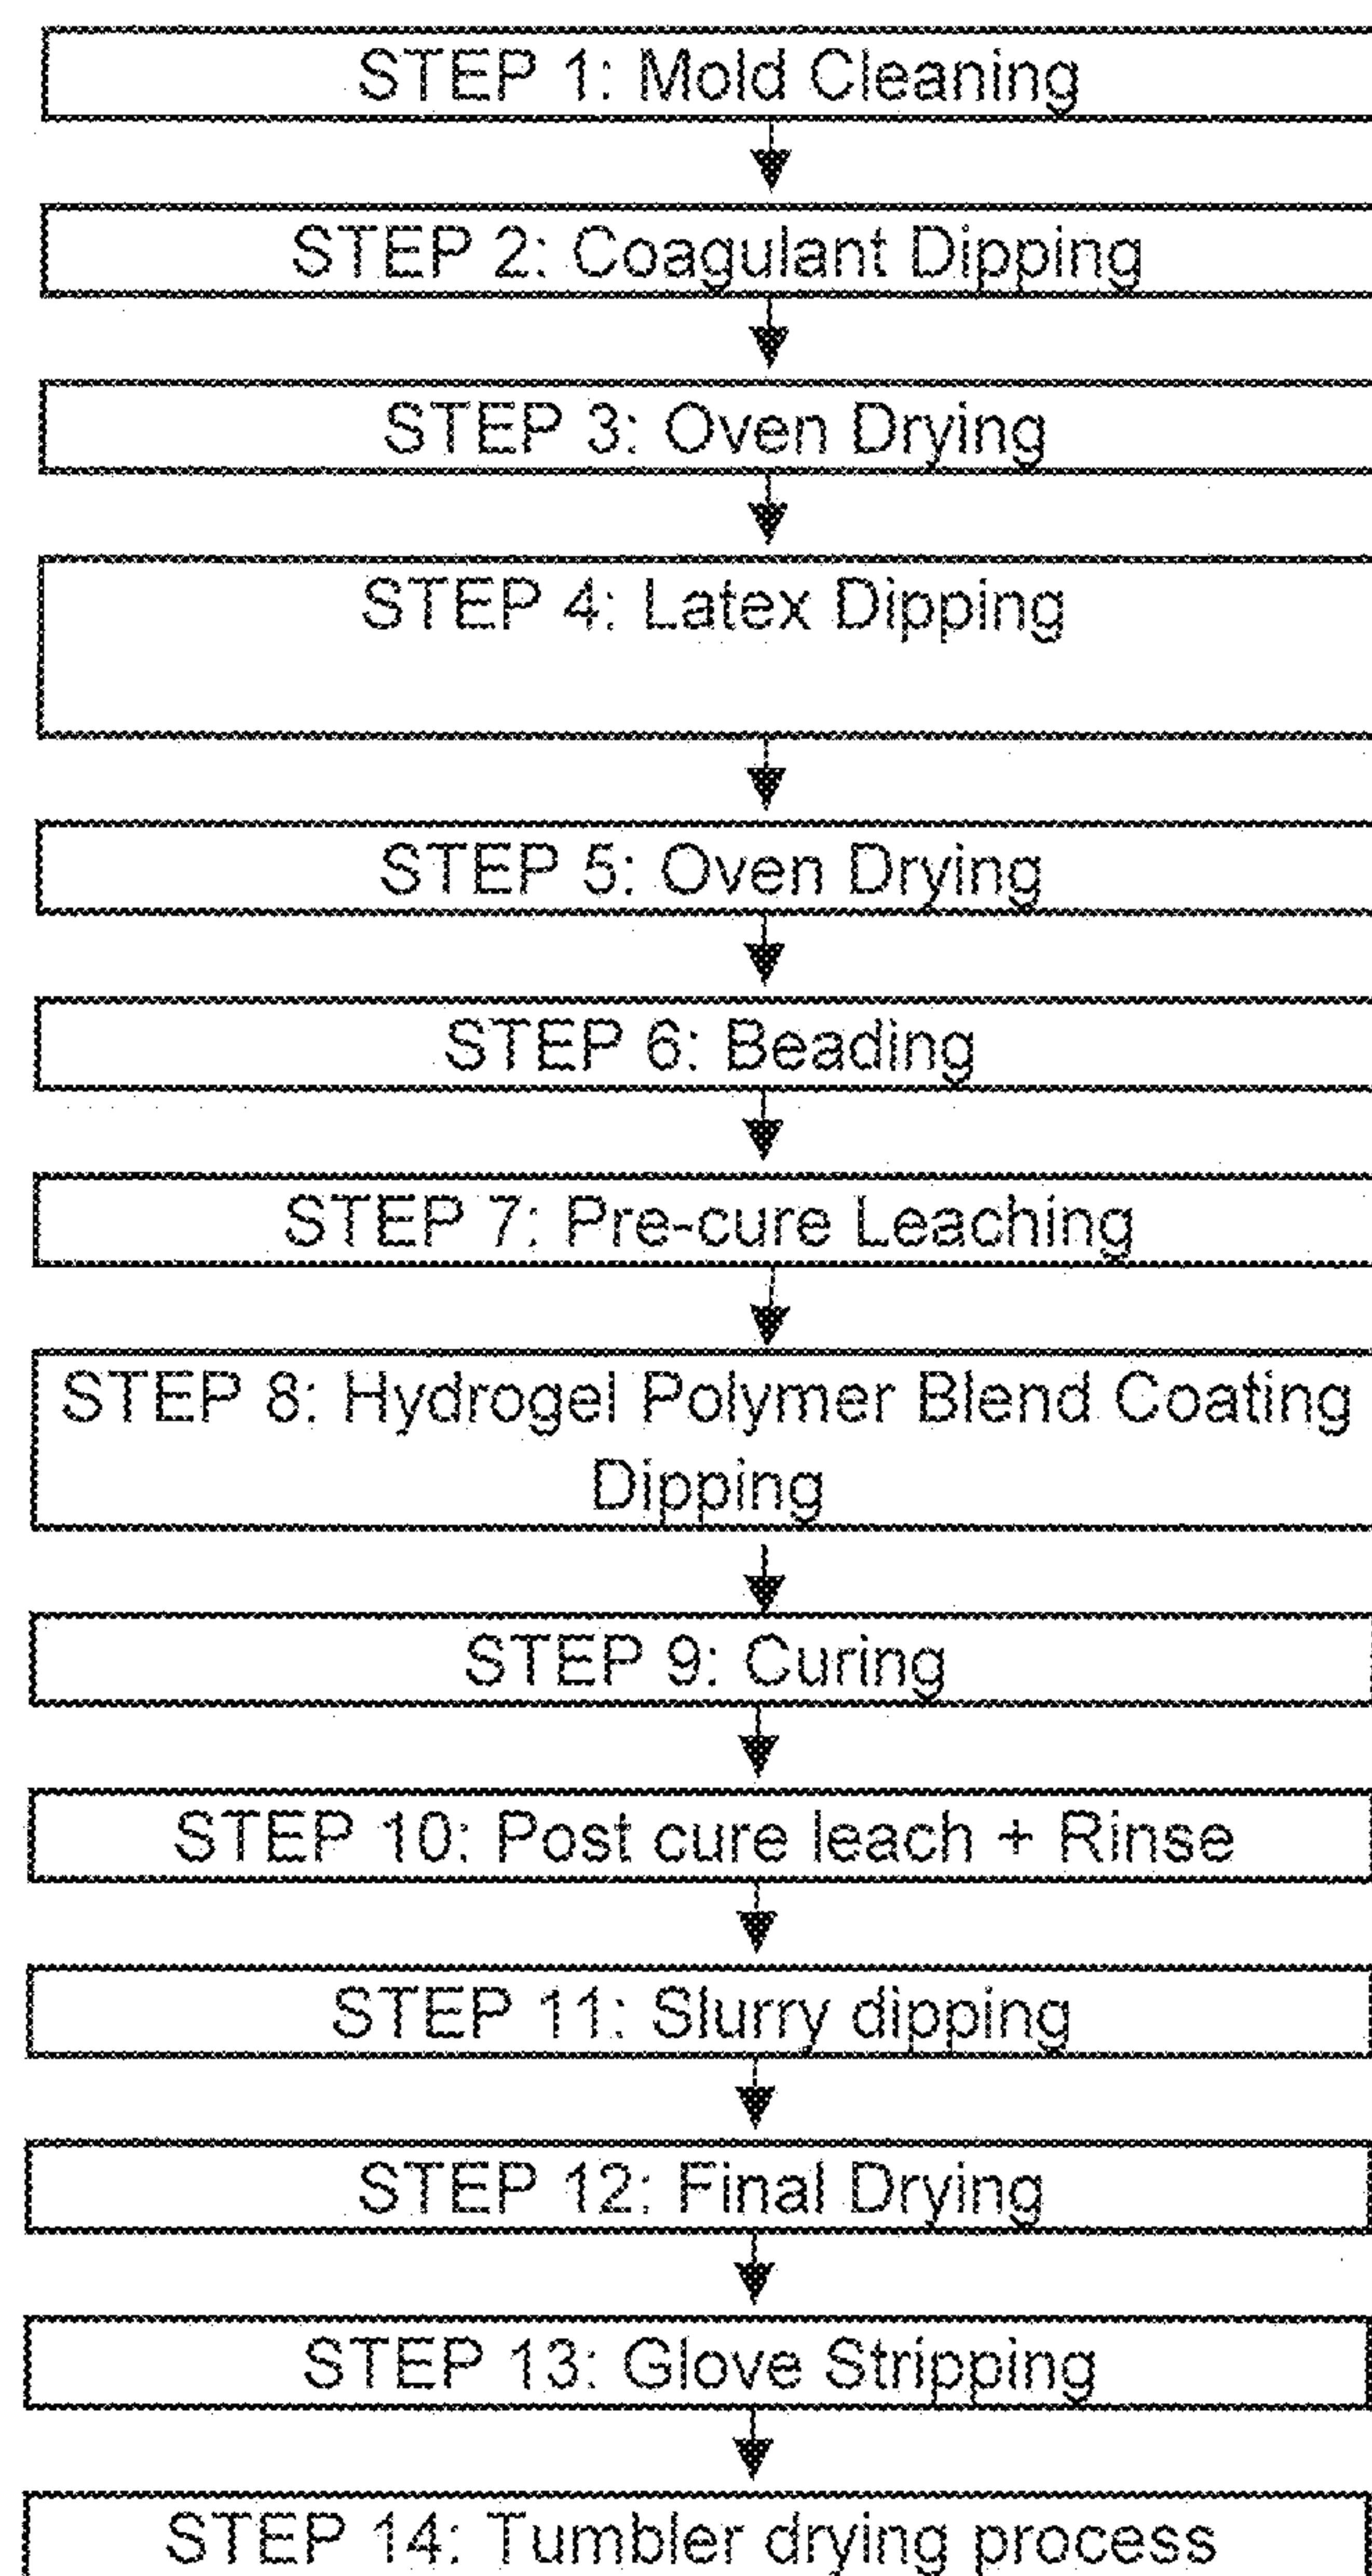 STEP 1: Mold Cleaning
STEP 2: Coagulant Dipping
STEP 3: Oven Drying
STEP 4: Latex Dipping
STEP 5: Oven Drying
STEP 6: Beading
STEP 7: Pre-cure Leaching
STEP 8: Hydrogel Polymer Blend Coating
Dipping
STEP 9: Curing
STEP 10: Post cure leach + Rinse
STEP 11: Slurry dipping
STEP 12: Final Drying
STEP 13: Glove Stripping
STEP 14: Tumbler drying process